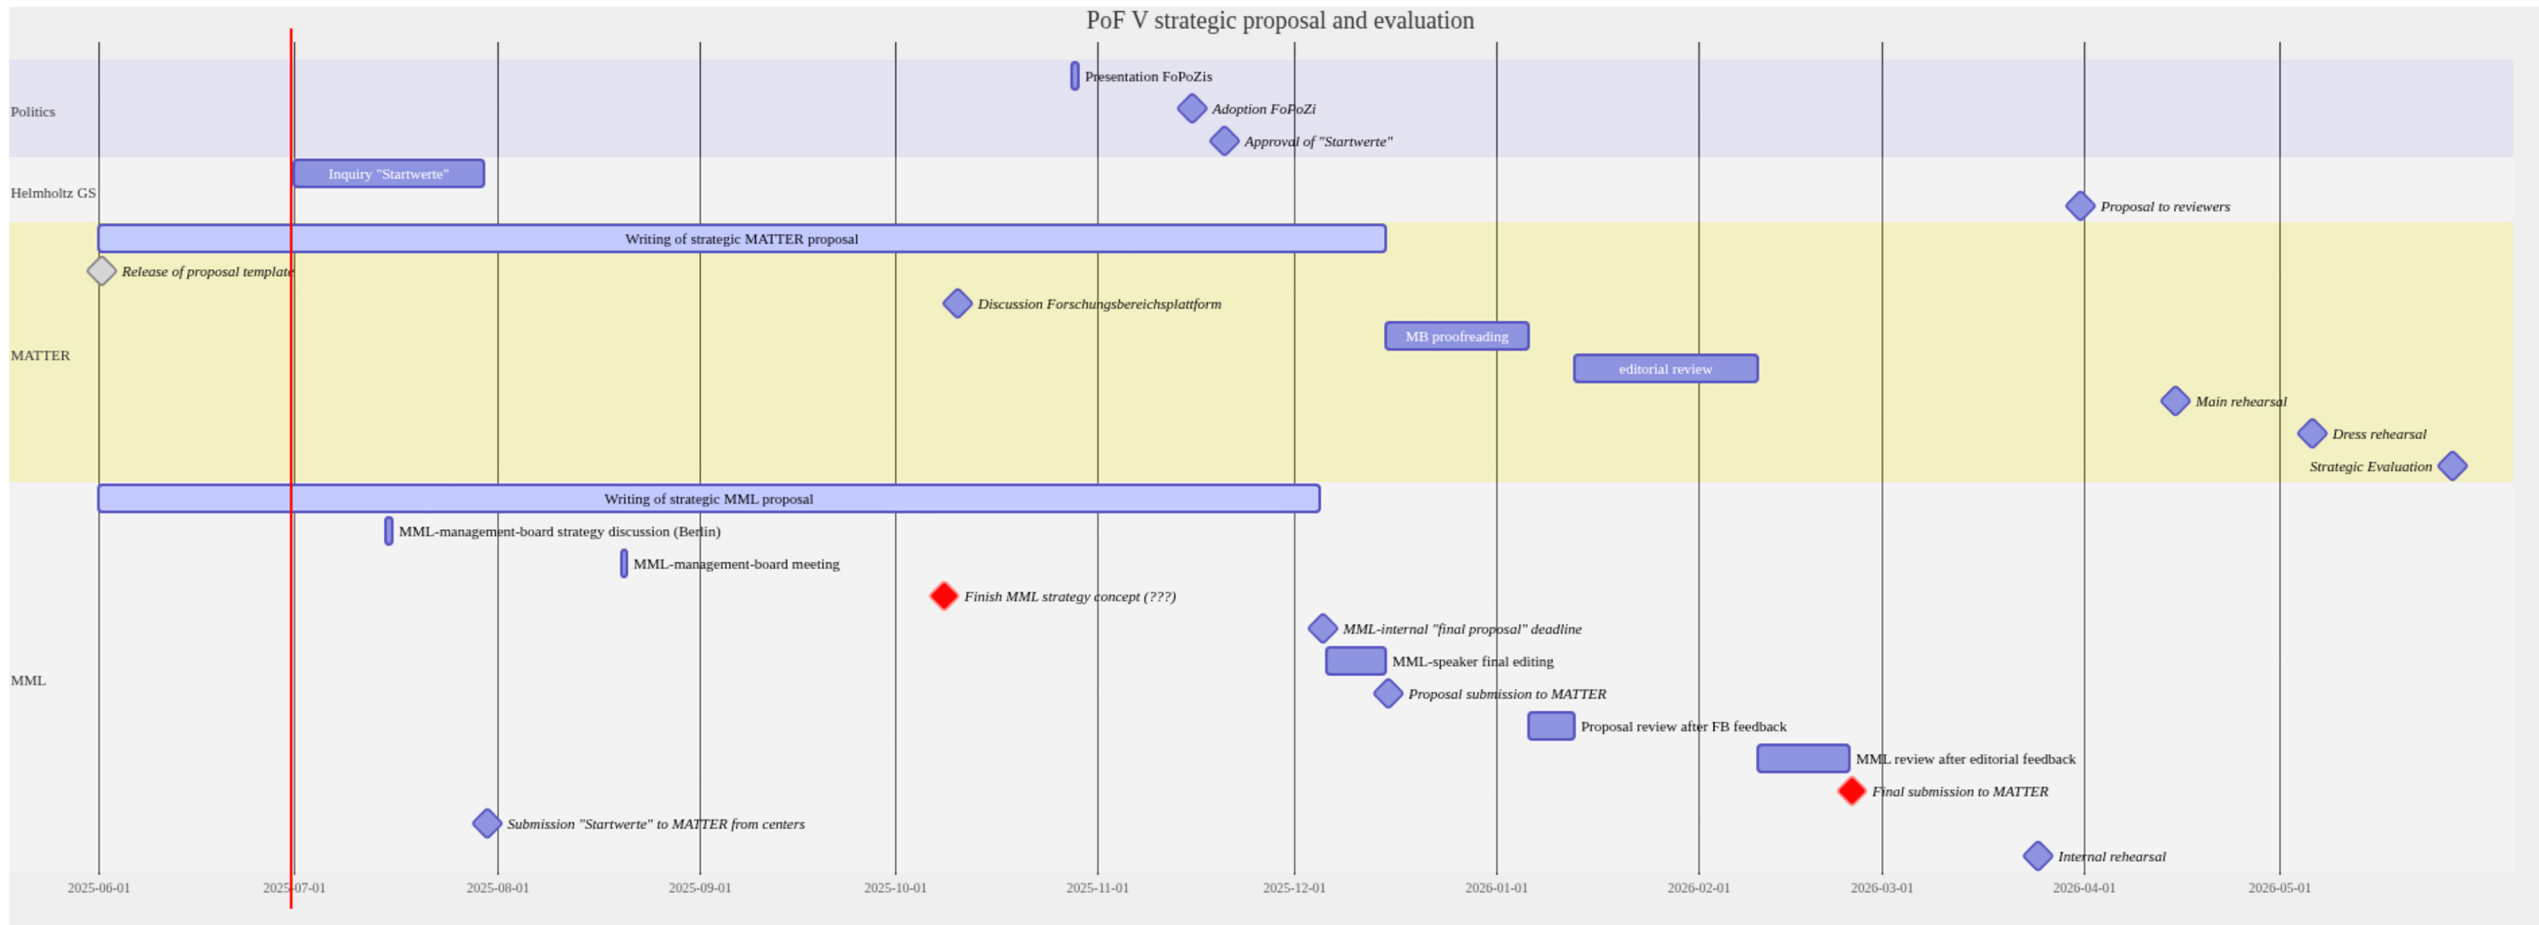 PoF V strategic proposal and evaluation
Politics
Presentation FoPoZis
Adoption FoPoZi
Approval of "Startwerte"
Helmholtz GS
Inquiry "Startwerte"
Proposal to reviewers
MATTER
Writing of strategic MATTER proposal
Release of proposal template
Discussion Forschungsbereichsplattform
MB proofreading
editorial review
Main rehearsal
Dress rehearsal
Strategic Evaluation
MML
Writing of strategic MML proposal
MML-management-board strategy discussion (Berlin)
MML-management-board meeting
Finish MML strategy concept (???)
MML-internal "final proposal" deadline
MML-speaker final editing
Proposal submission to MATTER
Proposal review after FB feedback
MML review after editorial feedback
Final submission to MATTER
Submission "Startwerte" to MATTER from centers
Internal rehearsal
2025-06-01
2025-07-01
2025-08-01
2025-09-01
2025-10-01
2025-11-01
2025-12-01
2026-01-01
2026-02-01
2026-03-01
2026-04-01
2026-05-01